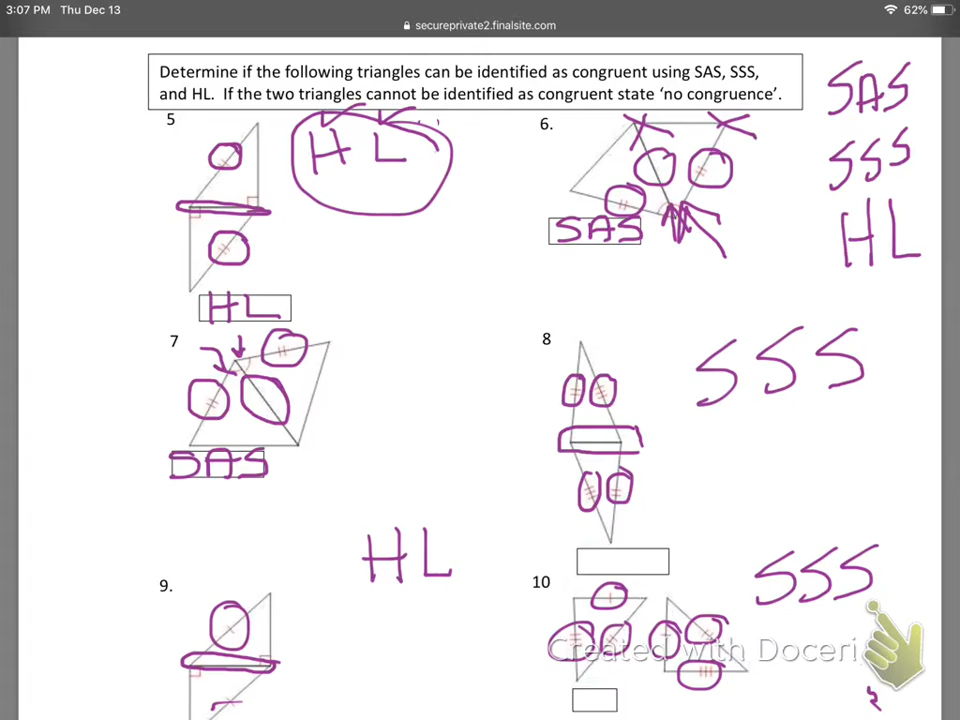 3:07 PM Thu Dec 13
62%
secureprivate2.finalsite.com
Determine if the following triangles can be identified as congruent using SAS, SSS,
and HL. If the two triangles cannot be identified as congruent state ‘no congruence’.
SAS
SSS
HL
5
HL
HL
6.
SAS
7
SAS
8
SSS
9.
HL
10
SSS
Created with Doceri